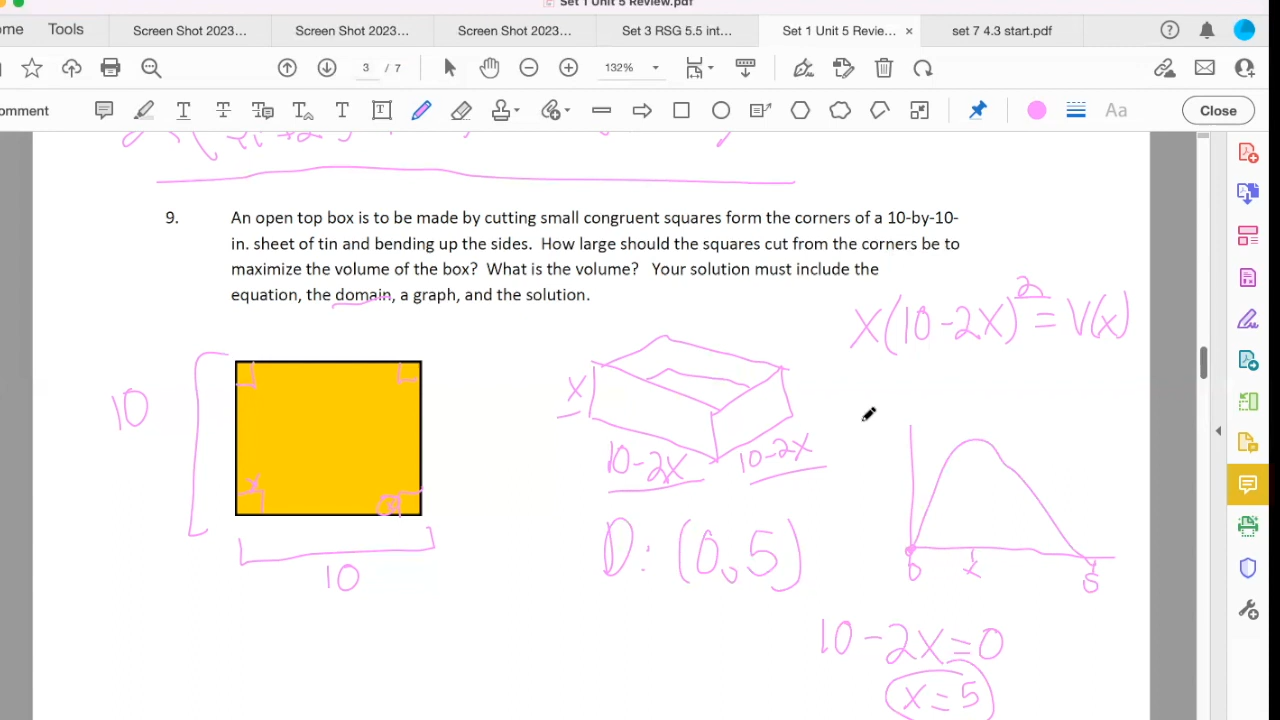 Set 1 Unit 5 Review.pdf
ome Tools Screen Shot 2023... Screen Shot 2023... Screen Shot 2023... Set 3 RSG 5.5 int... Set 1 Unit 5 Revie... × set 7 4.3 start.pdf
3 / 7 132%
omment Aa Close
9. An open top box is to be made by cutting small congruent squares form the corners of a 10-by-10-
in. sheet of tin and bending up the sides. How large should the squares cut from the corners be to
maximize the volume of the box? What is the volume? Your solution must include the
equation, the domain, a graph, and the solution.
X(10-2X)² = V(x)
10
x
10
X
10-2X
10-2X
D: (0,5)
0 x 5
10-2X=0
x=5